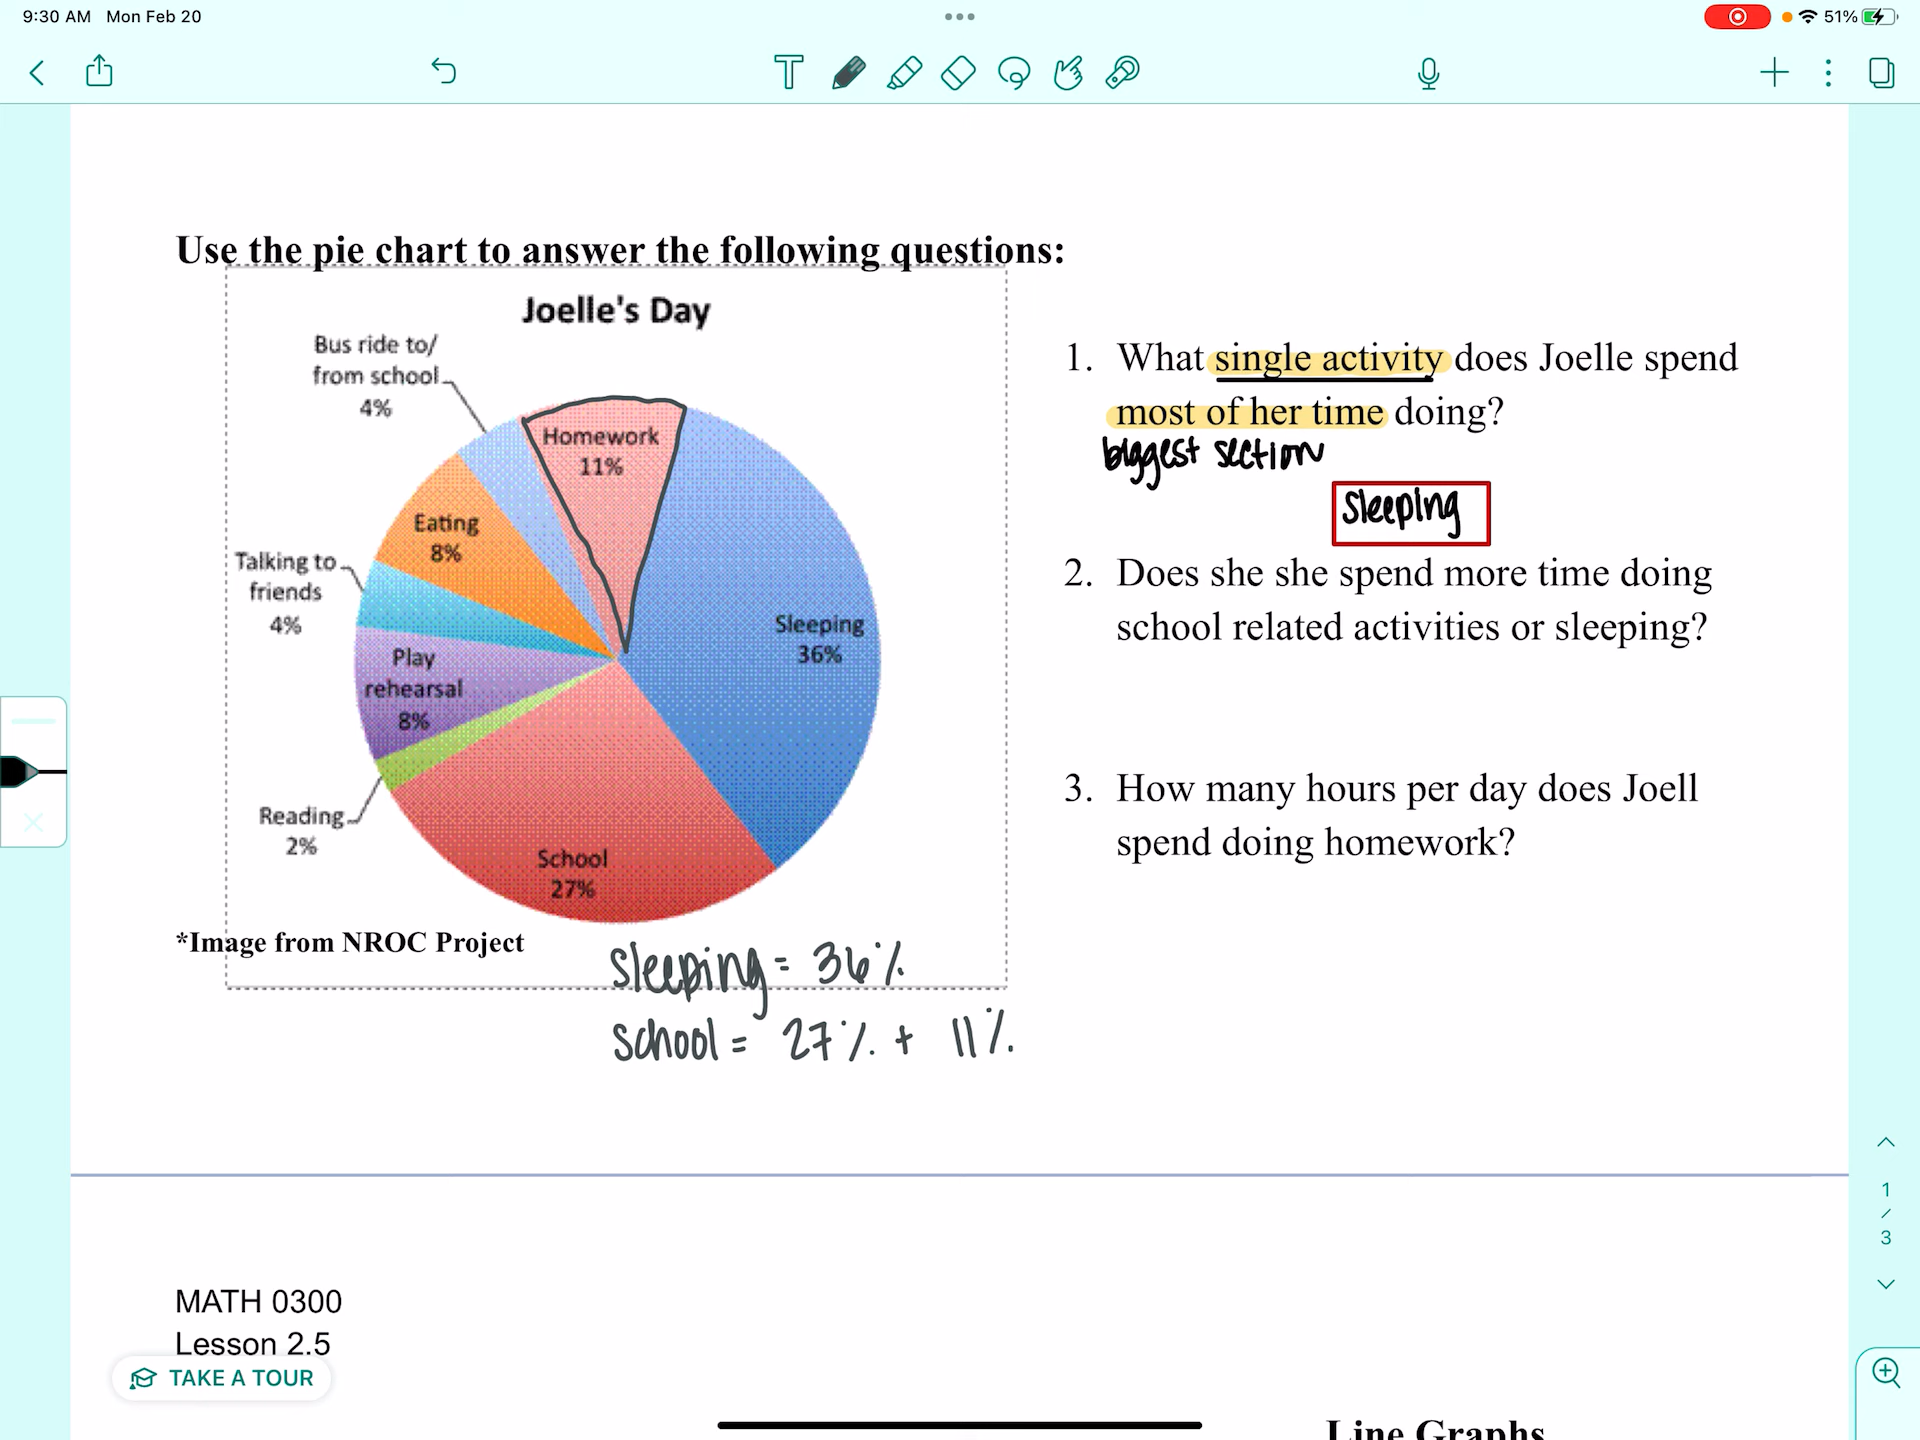 9:30 AM Mon Feb 20
51%
Use the pie chart to answer the following questions:
Joelle's Day
Bus ride to/
from school
4%
Homework
11%
Eating
8%
Talking to
friends
4%
Sleeping
36%
Play
rehearsal
8%
Reading
2%
School
27%
*Image from NROC Project
sleeping = 36%
school = 27% + 11%
1. What single activity does Joelle spend
most of her time doing?
biggest section
sleeping
2. Does she she spend more time doing
school related activities or sleeping?
3. How many hours per day does Joell
spend doing homework?
1
/
3
MATH 0300
Lesson 2.5
TAKE A TOUR
Line Graphs